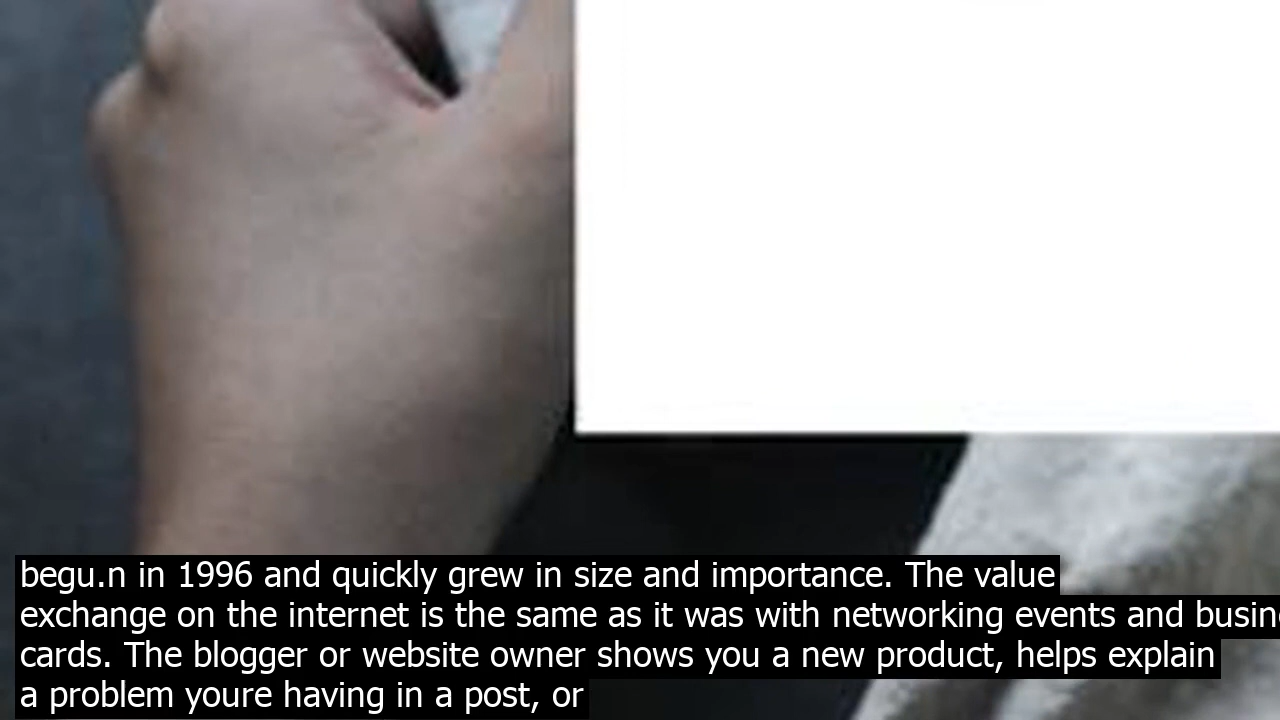 begu.n in 1996 and quickly grew in size and importance. The value
exchange on the internet is the same as it was with networking events and busin
cards. The blogger or website owner shows you a new product, helps explain
a problem youre having in a post, or